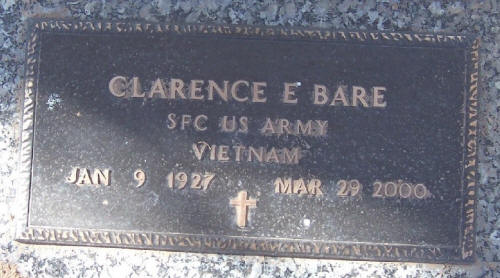 CLARENCE E BARE
SFC US ARMY
VIETNAM
JAN 9 1927 MAR 29 2000